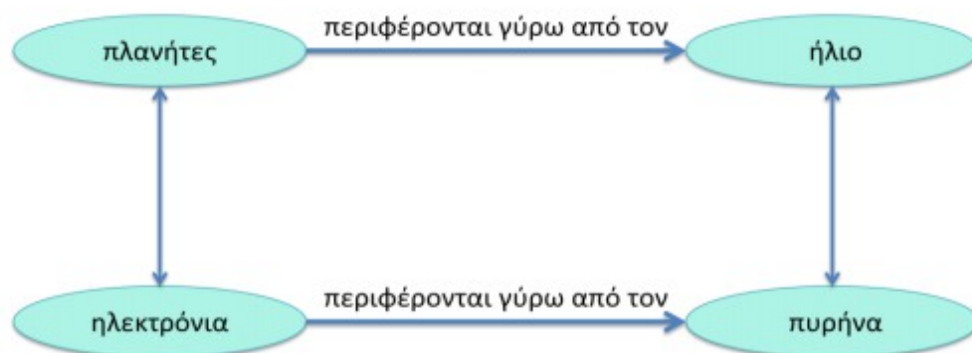 περιφέρονται γύρω από τον
πλανήτες
ήλιο
περιφέρονται γύρω από τον
ηλεκτρόνια
πυρήνα